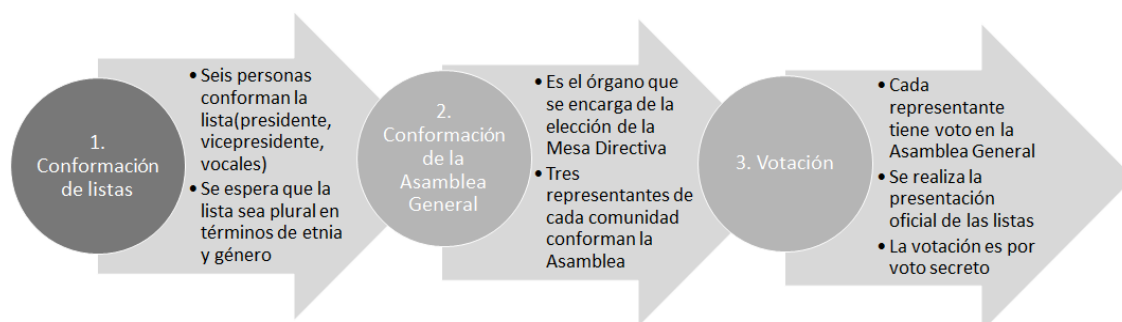 1.
Conformación
de listas
• Seis personas
conforman la
lista(presidente,
vicepresidente,
vocales)
• Se espera que la
lista sea plural en
términos de etnia
y género
2.
Conformación
de la
Asamblea
General
• Es el órgano que
se encarga de la
elección de la
Mesa Directiva
• Tres
representantes de
cada comunidad
conforman la
Asamblea
3. Votación
• Cada
representante
tiene voto en la
Asamblea General
• Se realiza la
presentación
oficial de las listas
• La votación es por
voto secreto